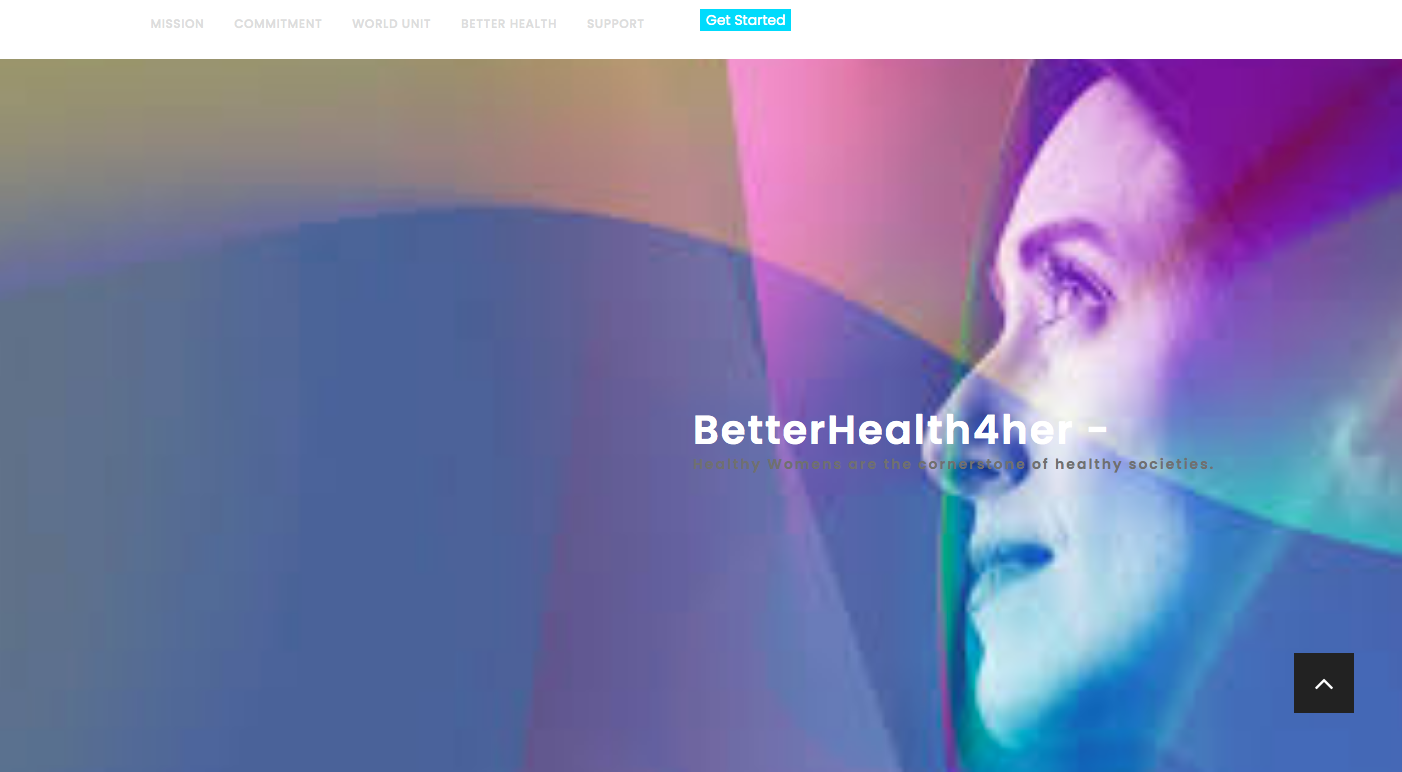 MISSION COMMITMENT WORLD UNIT BETTER HEALTH SUPPORT Get Started
BetterHealth4her -
Healthy Womens are the cornerstone of healthy societies.